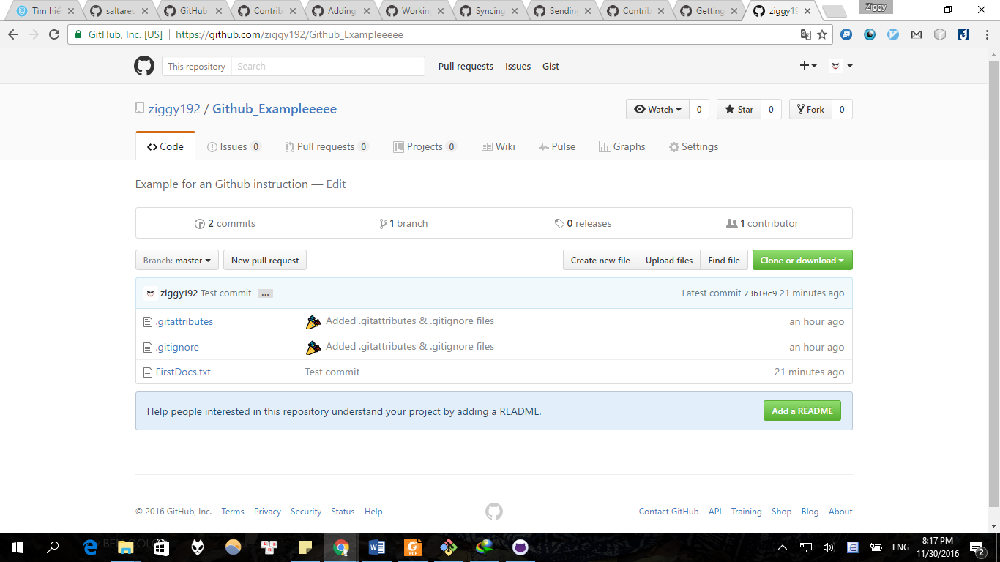 Tìm hiể saltares GitHub Contrib Adding Workin Syncing Sending Contrib Getting ziggy19 Ziggy
GitHub, Inc. [US] https://github.com/ziggy192/Github_Exampleeeee
This repository Search Pull requests Issues Gist
ziggy192 / Github_Exampleeeee Watch 0 Star 0 Fork 0
Code Issues 0 Pull requests 0 Projects 0 Wiki Pulse Graphs Settings
Example for an Github instruction — Edit
2 commits 1 branch 0 releases 1 contributor
Branch: master New pull request Create new file Upload files Find file Clone or download
ziggy192 Test commit … Latest commit 23bf0c9 21 minutes ago
.gitattributes Added .gitattributes & .gitignore files an hour ago
.gitignore Added .gitattributes & .gitignore files an hour ago
FirstDocs.txt Test commit 21 minutes ago
Help people interested in this repository understand your project by adding a README. Add a README
© 2016 GitHub, Inc. Terms Privacy Security Status Help Contact GitHub API Training Shop Blog About
ENG 8:17 PM
11/30/2016 2